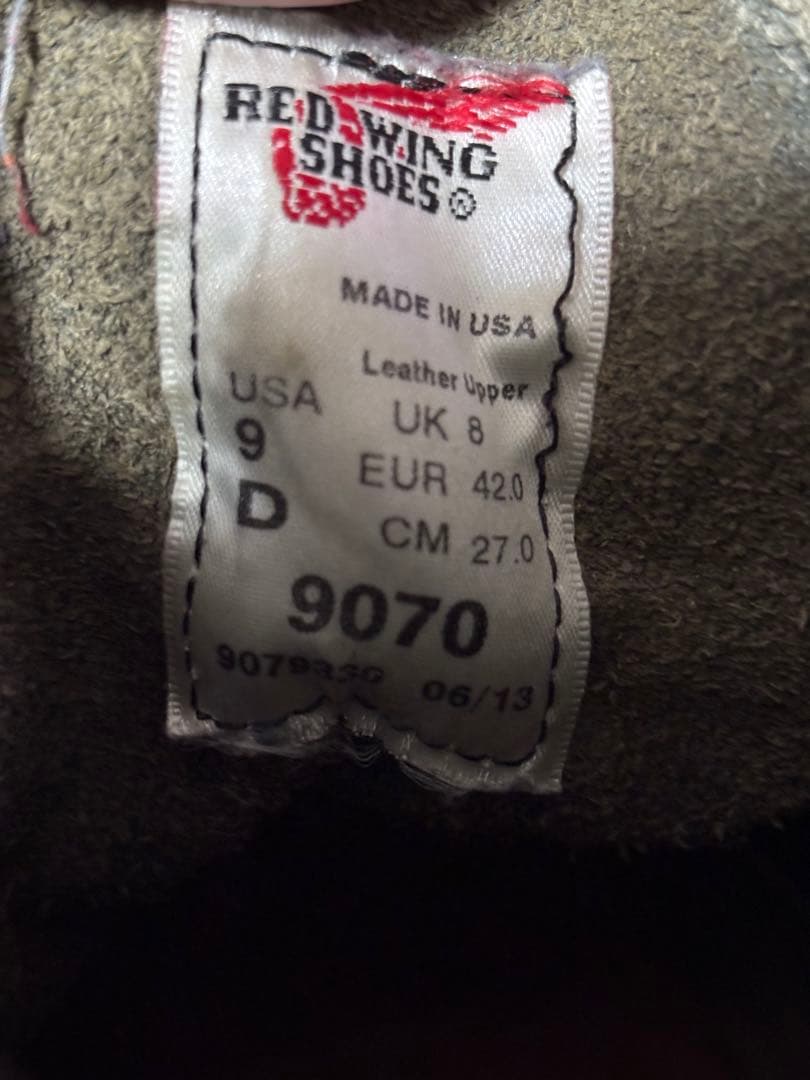 RED WING
SHOES®
MADE IN USA
Leather Upper
USA
9
D
UK 8
EUR 42.0
CM 27.0
9070
06/13